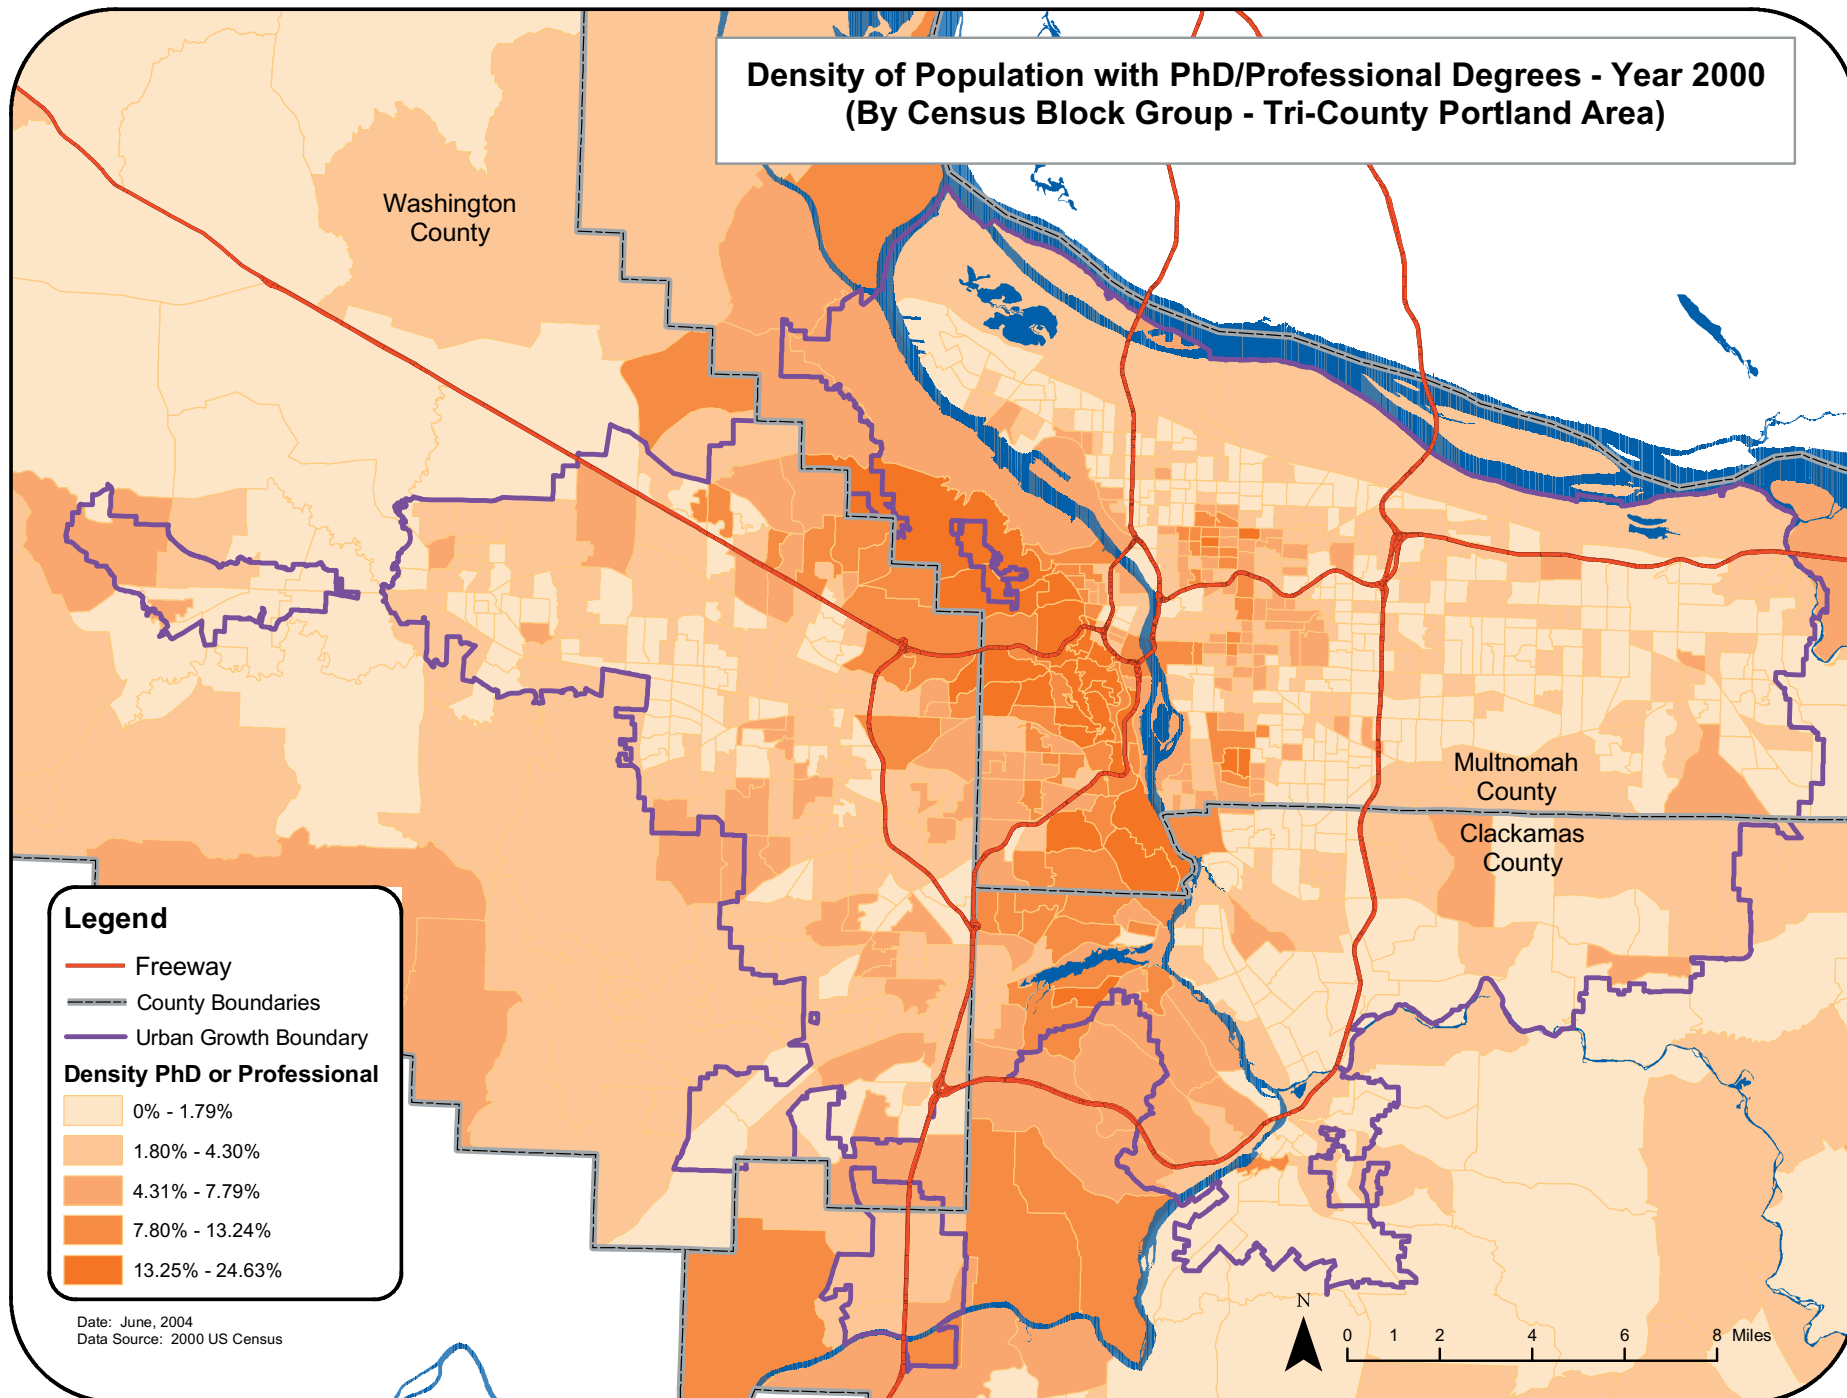 Density of Population with PhD/Professional Degrees - Year 2000
(By Census Block Group - Tri-County Portland Area)
Washington
County
Multnomah
County
Clackamas
County
Legend
Freeway
County Boundaries
Urban Growth Boundary
Density PhD or Professional
0% - 1.79%
1.80% - 4.30%
4.31% - 7.79%
7.80% - 13.24%
13.25% - 24.63%
Date: June, 2004
Data Source: 2000 US Census
N
0 1 2 4 6 8 Miles